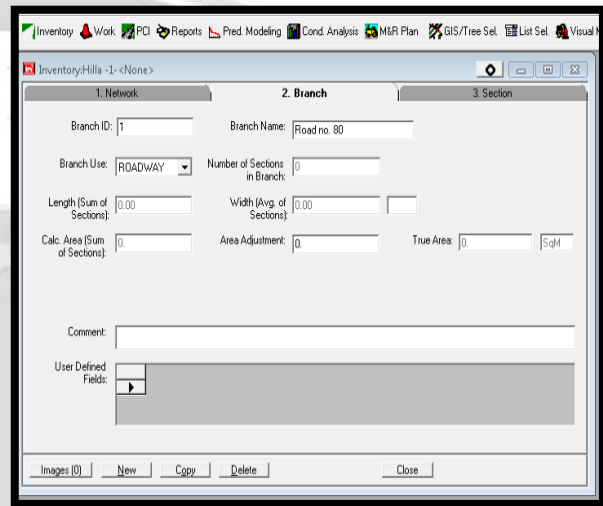 Inventory Work PCI Reports Pred. Modeling Cond. Analysis M&R Plan GIS/Tree Sel. List Sel. Visual
Inventory:Hilla -1- <None>
1. Network 2. Branch 3. Section
Branch ID: 1 Branch Name: Road no. 80
Branch Use: ROADWAY Number of Sections in Branch: 0
Length (Sum of Sections): 0.00 Width (Avg. of Sections): 0.00
Calc. Area (Sum of Sections): 0. Area Adjustment: 0. True Area: 0. SqM
Comment:
User Defined Fields:
Images (0) New Copy Delete Close